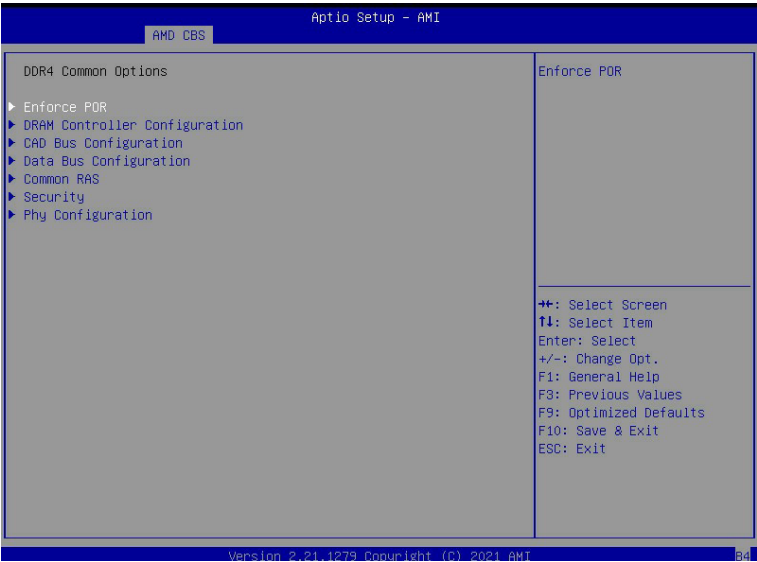 Aptio Setup – AMI
AMD CBS
DDR4 Common Options
Enforce POR
DRAM Controller Configuration
CAD Bus Configuration
Data Bus Configuration
Common RAS
Security
Phy Configuration
Enforce POR
→←: Select Screen
↑↓: Select Item
Enter: Select
+/-: Change Opt.
F1: General Help
F3: Previous Values
F9: Optimized Defaults
F10: Save & Exit
ESC: Exit
Version 2.21.1279 Copyright (C) 2021 AMI
B4